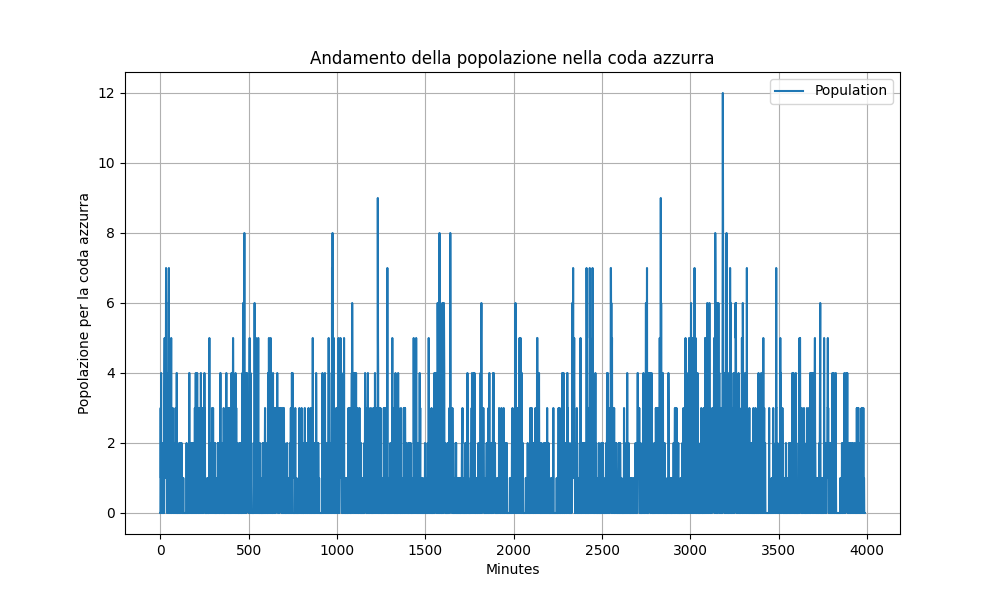 Andamento della popolazione nella coda azzurra
Population
Popolazione per la coda azzurra
12
10
8
6
4
2
0
0 500 1000 1500 2000 2500 3000 3500 4000
Minutes